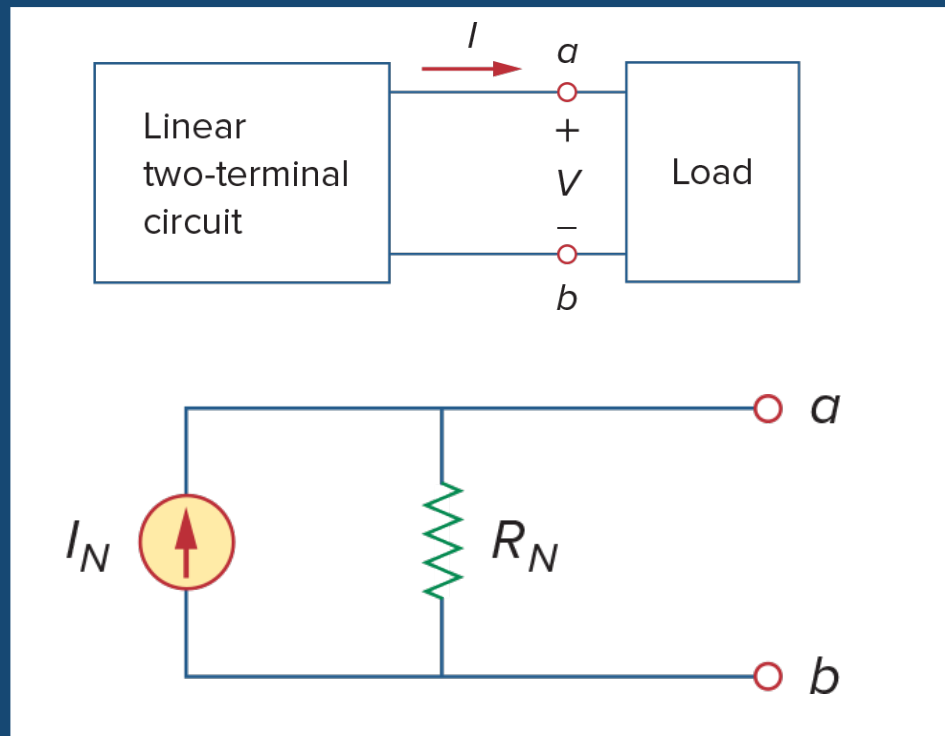 I
a
Linear
two-terminal
circuit
+
V
−
Load
b
a
I_N
R_N
b